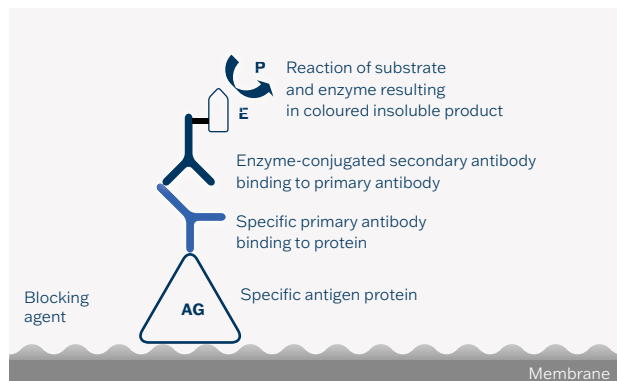 P
Reaction of substrate
and enzyme resulting
in coloured insoluble product
E
Enzyme-conjugated secondary antibody
binding to primary antibody
Specific primary antibody
binding to protein
Specific antigen protein
AG
Blocking
agent
Membrane